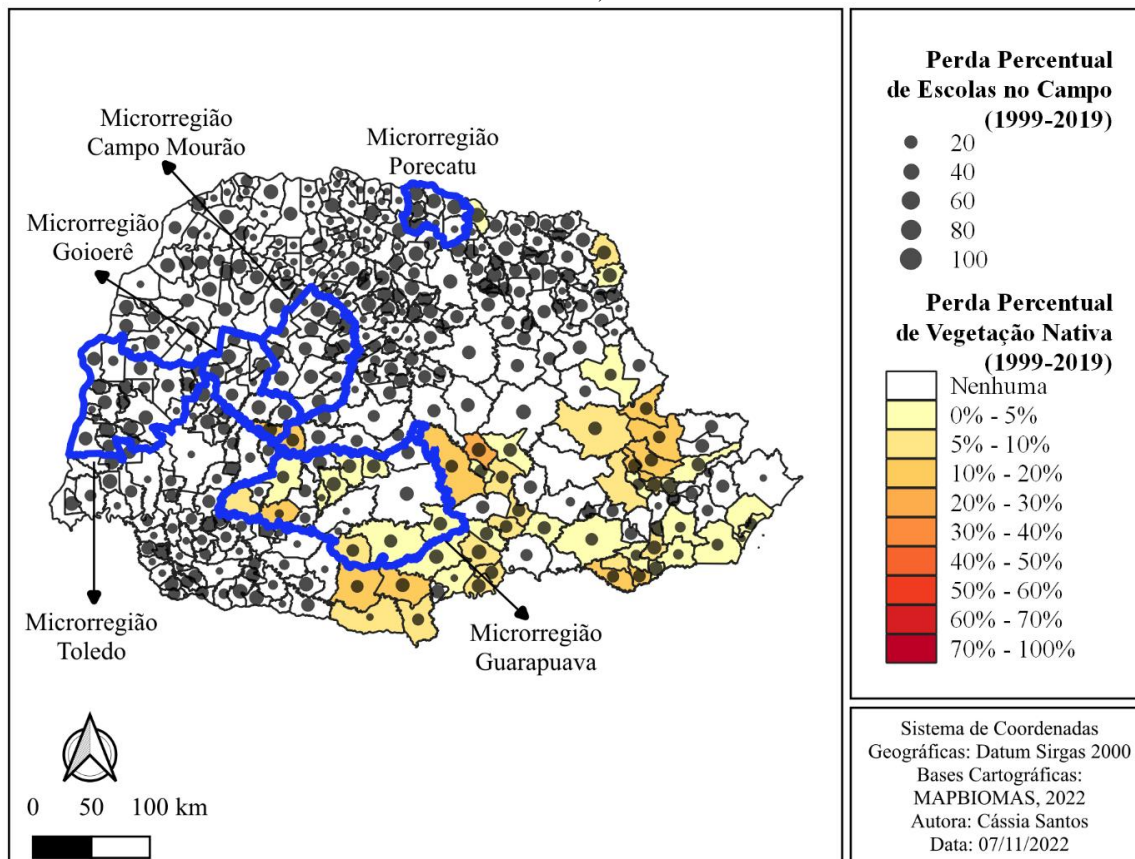 Microrregião
Campo Mourão
Microrregião
Porecatu
Microrregião
Goioerê
Microrregião
Toledo
Microrregião
Guarapuava
0 50 100 km
Perda Percentual
de Escolas no Campo
(1999-2019)
20
40
60
80
100
Perda Percentual
de Vegetação Nativa
(1999-2019)
Nenhuma
0% - 5%
5% - 10%
10% - 20%
20% - 30%
30% - 40%
40% - 50%
50% - 60%
60% - 70%
70% - 100%
Sistema de Coordenadas
Geográficas: Datum Sirgas 2000
Bases Cartográficas:
MAPBIOMAS, 2022
Autora: Cássia Santos
Data: 07/11/2022